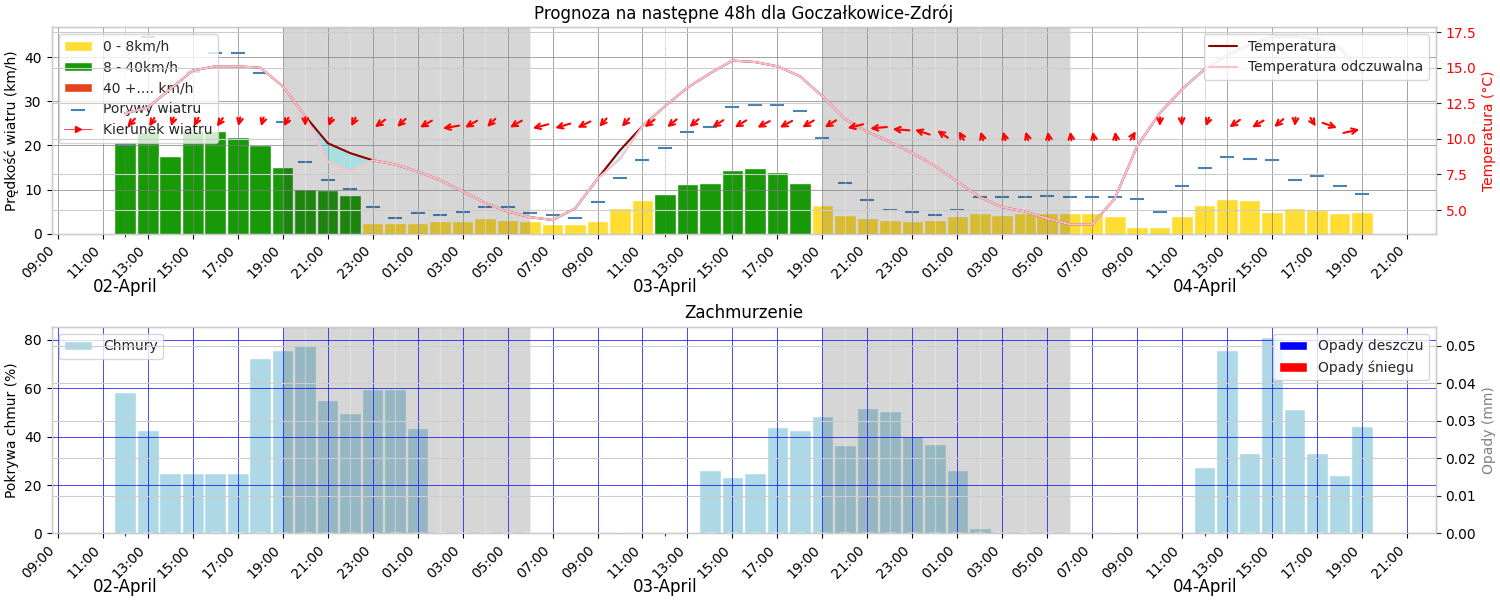 Prognoza na następne 48h dla Goczałkowice-Zdrój
Prędkość wiatru (km/h)
40
30
20
10
0
0 - 8km/h
8 - 40km/h
40 +.... km/h
Porywy wiatru
Kierunek wiatru
Temperatura
Temperatura odczuwalna
17.5
15.0
12.5
10.0
7.5
5.0
Temperatura (°C)
09:00 11:00 13:00 15:00 17:00 19:00 21:00 23:00 01:00 03:00 05:00 07:00 09:00 11:00 13:00 15:00 17:00 19:00 21:00 23:00 01:00 03:00 05:00 07:00 09:00 11:00 13:00 15:00 17:00 19:00 21:00
02-April 03-April 04-April
Zachmurzenie
Pokrywa chmur (%)
80
60
40
20
0
Chmury
Opady deszczu
Opady śniegu
0.05
0.04
0.03
0.02
0.01
0.00
Opady (mm)
09:00 11:00 13:00 15:00 17:00 19:00 21:00 23:00 01:00 03:00 05:00 07:00 09:00 11:00 13:00 15:00 17:00 19:00 21:00 23:00 01:00 03:00 05:00 07:00 09:00 11:00 13:00 15:00 17:00 19:00 21:00
02-April 03-April 04-April